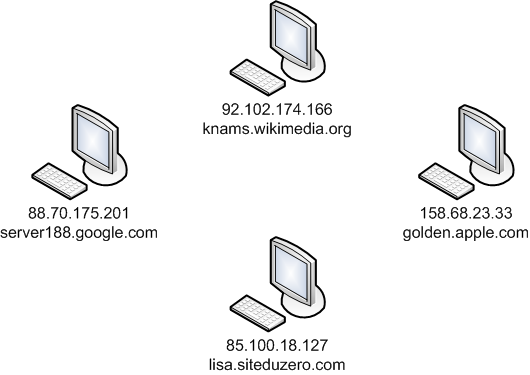 92.102.174.166
knams.wikimedia.org
88.70.175.201
server188.google.com
158.68.23.33
golden.apple.com
85.100.18.127
lisa.siteduzero.com